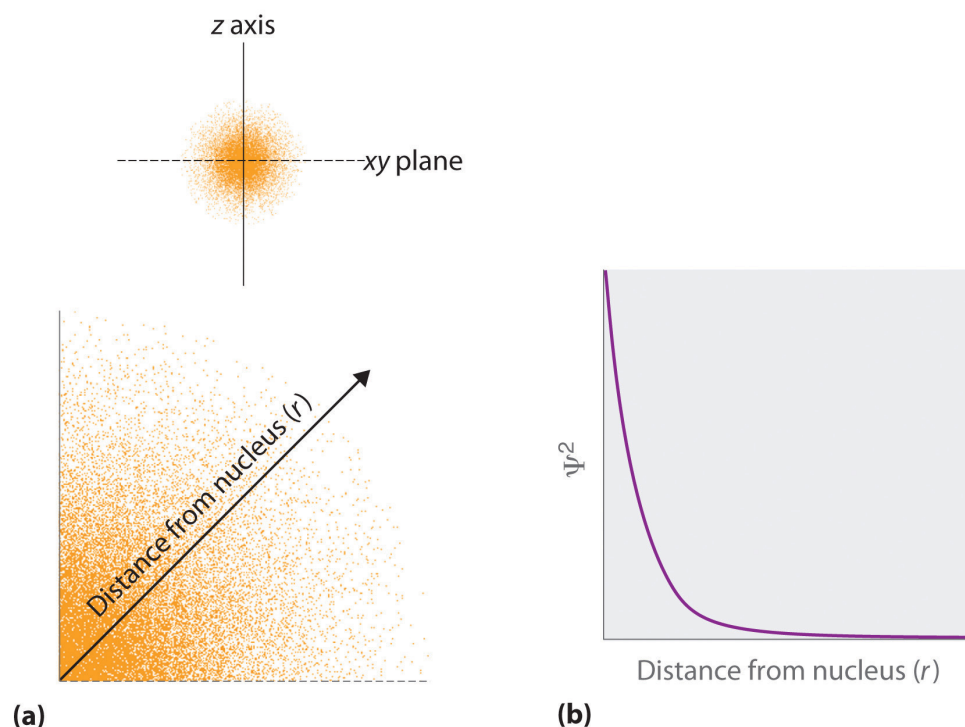 z axis
xy plane
Distance from nucleus (r)
(a)
Ψ²
Distance from nucleus (r)
(b)